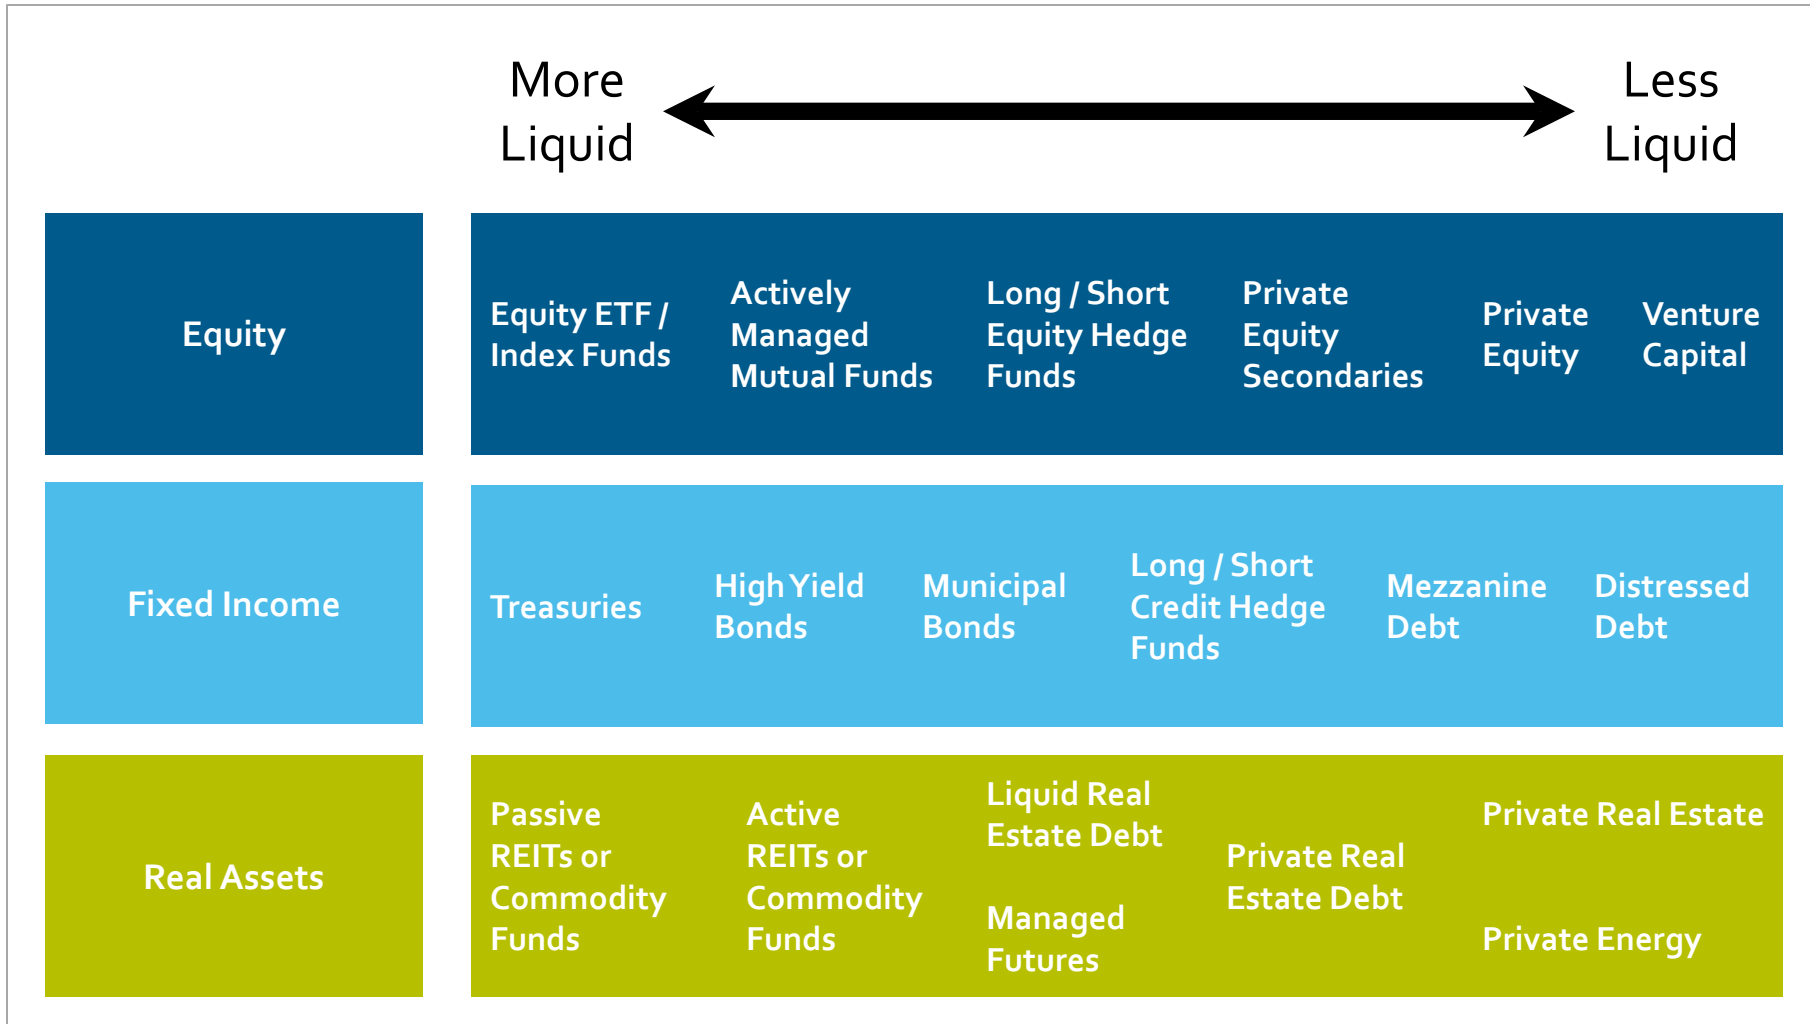 More
Liquid
Less
Liquid
Equity
Equity ETF /
Index Funds
Actively
Managed
Mutual Funds
Long / Short
Equity Hedge
Funds
Private
Equity
Secondaries
Private
Equity
Venture
Capital
Fixed Income
Treasuries
High Yield
Bonds
Municipal
Bonds
Long / Short
Credit Hedge
Funds
Mezzanine
Debt
Distressed
Debt
Real Assets
Passive
REITs or
Commodity
Funds
Active
REITs or
Commodity
Funds
Liquid Real
Estate Debt
Managed
Futures
Private Real
Estate Debt
Private Real Estate
Private Energy